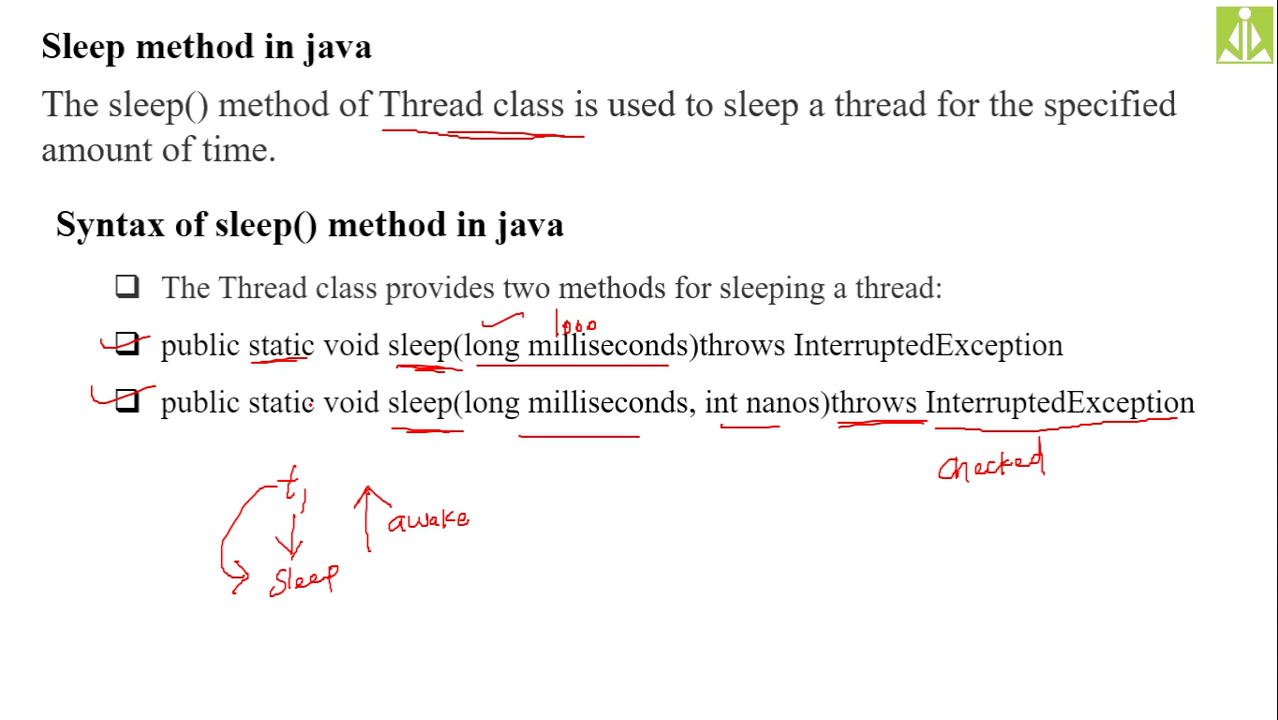 Sleep method in java
The sleep() method of Thread class is used to sleep a thread for the specified
amount of time.
Syntax of sleep() method in java
The Thread class provides two methods for sleeping a thread:
1000
public static void sleep(long milliseconds)throws InterruptedException
public static void sleep(long milliseconds, int nanos)throws InterruptedException
checked
t1
awake
sleep